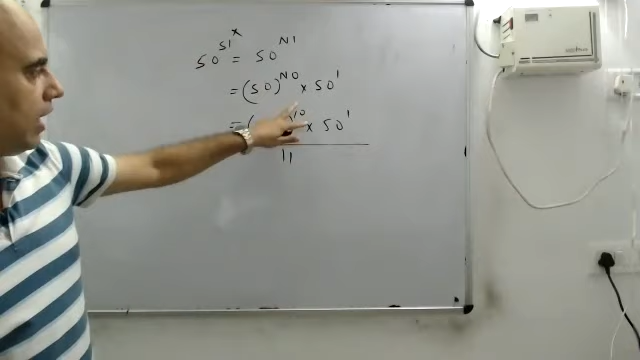 50^51^x = 50^N1
= (50)^N0 × 50^1
= ( × 50^1
11